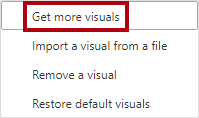 Get more visuals
Import a visual from a file
Remove a visual
Restore default visuals